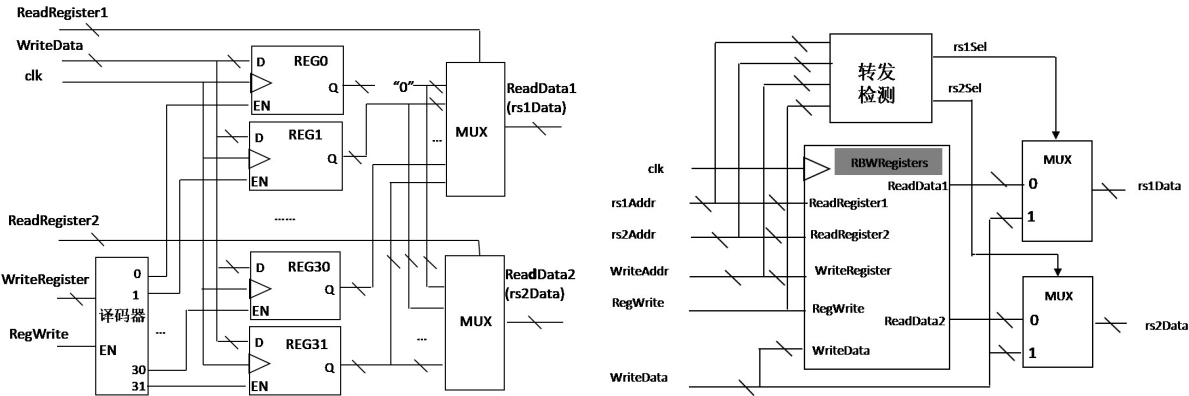 ReadRegister1
WriteData
clk
D
REG0
Q
EN
“0”
MUX
ReadData1
(rs1Data)
D
REG1
Q
EN
...
......
ReadRegister2
WriteRegister
RegWrite
译码器
EN
0
1
...
30
31
D
REG30
Q
EN
D
REG31
Q
EN
...
MUX
ReadData2
(rs2Data)
转发
检测
rs1Sel
rs2Sel
clk
rs1Addr
rs2Addr
WriteAddr
RegWrite
WriteData
RBWRegisters
ReadData1
ReadRegister1
ReadRegister2
WriteRegister
RegWrite
ReadData2
WriteData
MUX
0
1
rs1Data
MUX
0
1
rs2Data